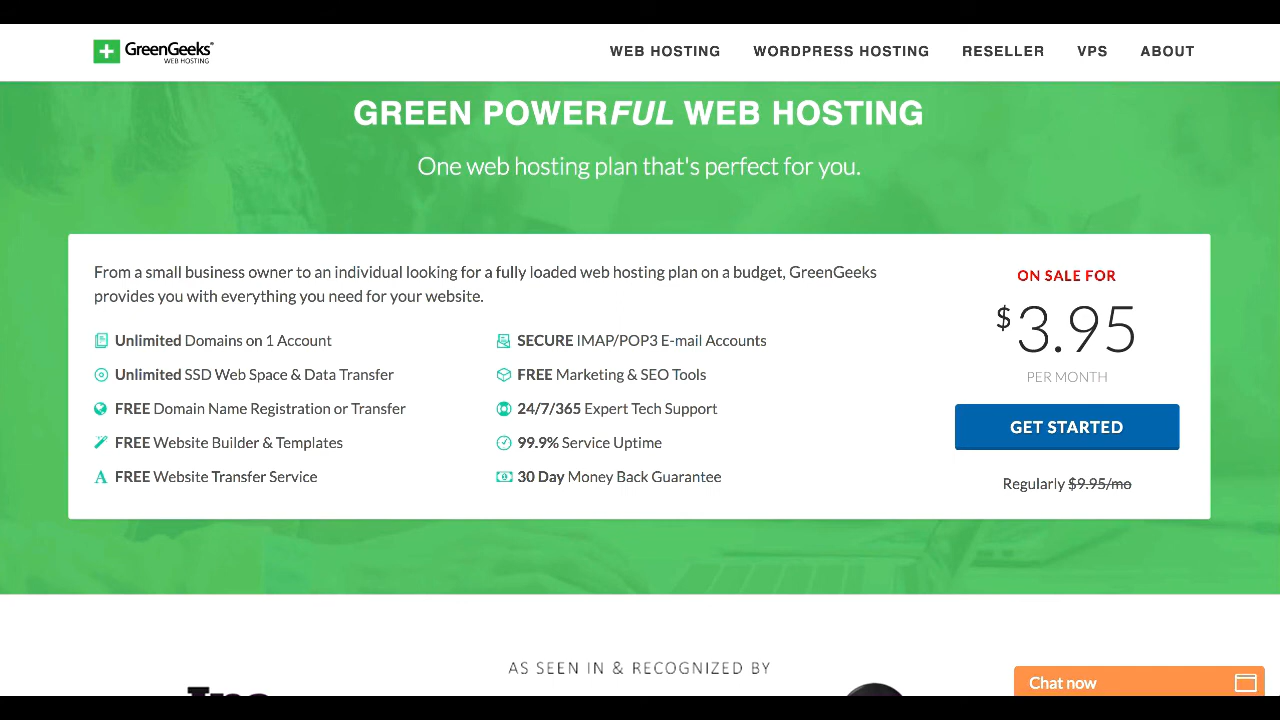 GreenGeeks®
WEB HOSTING
WEB HOSTING
WORDPRESS HOSTING
RESELLER
VPS
ABOUT
GREEN POWERFUL WEB HOSTING
One web hosting plan that's perfect for you.
From a small business owner to an individual looking for a fully loaded web hosting plan on a budget, GreenGeeks
provides you with everything you need for your website.
Unlimited Domains on 1 Account
Unlimited SSD Web Space & Data Transfer
FREE Domain Name Registration or Transfer
FREE Website Builder & Templates
FREE Website Transfer Service
SECURE IMAP/POP3 E-mail Accounts
FREE Marketing & SEO Tools
24/7/365 Expert Tech Support
99.9% Service Uptime
30 Day Money Back Guarantee
ON SALE FOR
$3.95
PER MONTH
GET STARTED
Regularly $9.95/mo
AS SEEN IN & RECOGNIZED BY
Chat now